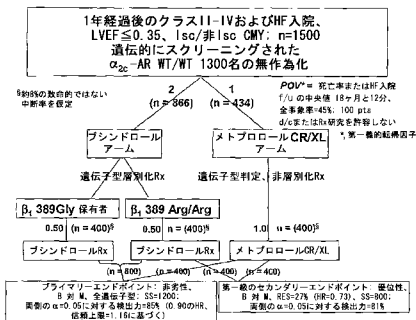 1年経過後のクラスII-IVおよびHF入院、
LVEF≦0.35、Isc/非Isc CMY; n=1500
遺伝的にスクリーニングされた
α2c-AR WT/WT 1300名の無作為化
§約8%の致命的ではない
中断率を仮定
2
(n = 866)
1
(n = 434)
POV*= 死亡率またはHF入院
f/u の中央値 18ヶ月と12分、
全事象率=45%; 100 pts
d/cまたはRx研究を許容しない
*, 第一義的転帰因子
ブシンドロール
アーム
メトプロロール CR/XL
アーム
遺伝子型層別化Rx
遺伝子型判定、非層別化Rx
β1 389Gly 保有者
β1 389 Arg/Arg
0.50 (n = 400)§
0.50 (n = 400)§
1.0 (n = 400)§
ブシンドロールRx
ブシンドロールRx
メトプロロールCR/XL
(n = 800)
(n = 400)
(n = 400)
プライマリーエンドポイント: 非劣性、
B 対 M、全遺伝子型; SS=1200;
両側のα=0.05に対する検出力=85% (0.90のHR、
信頼上限=1.16に基づく)
第一級のセカンダリーエンドポイント: 優位性、
B 対 M、RES=27% (HR=0.73)、SS=800;
両側のα=0.05に対する検出力=81%